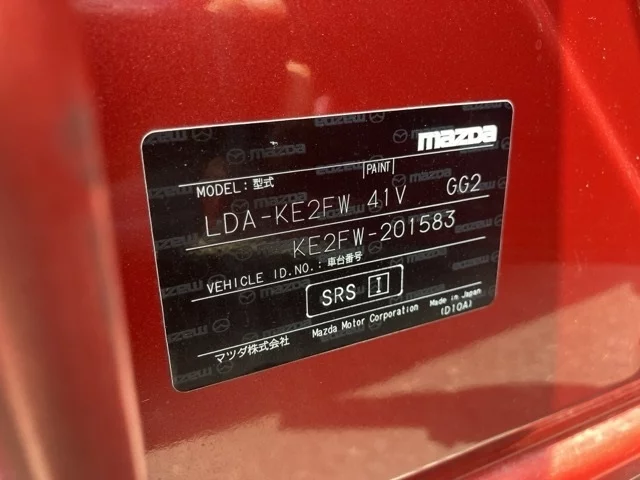 mazda
MODEL:型式 PAINT
LDA-KE2FW 41V GG2
KE2FW-201583
VEHICLE ID.NO.:車台番号
SRS I
マツダ株式会社 Mazda Motor Corporation Made in Japan
(D10A)